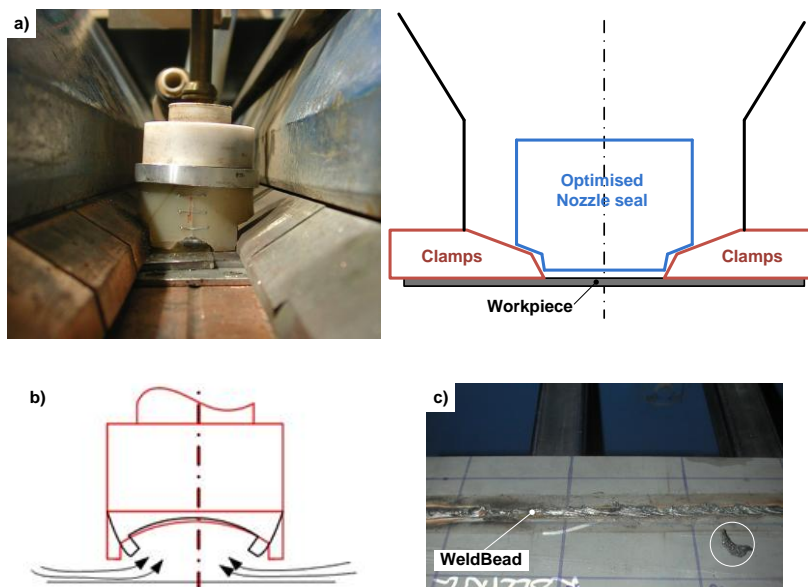 a)
Optimised
Nozzle seal
Clamps
Clamps
Workpiece
b)
c)
WeldBead